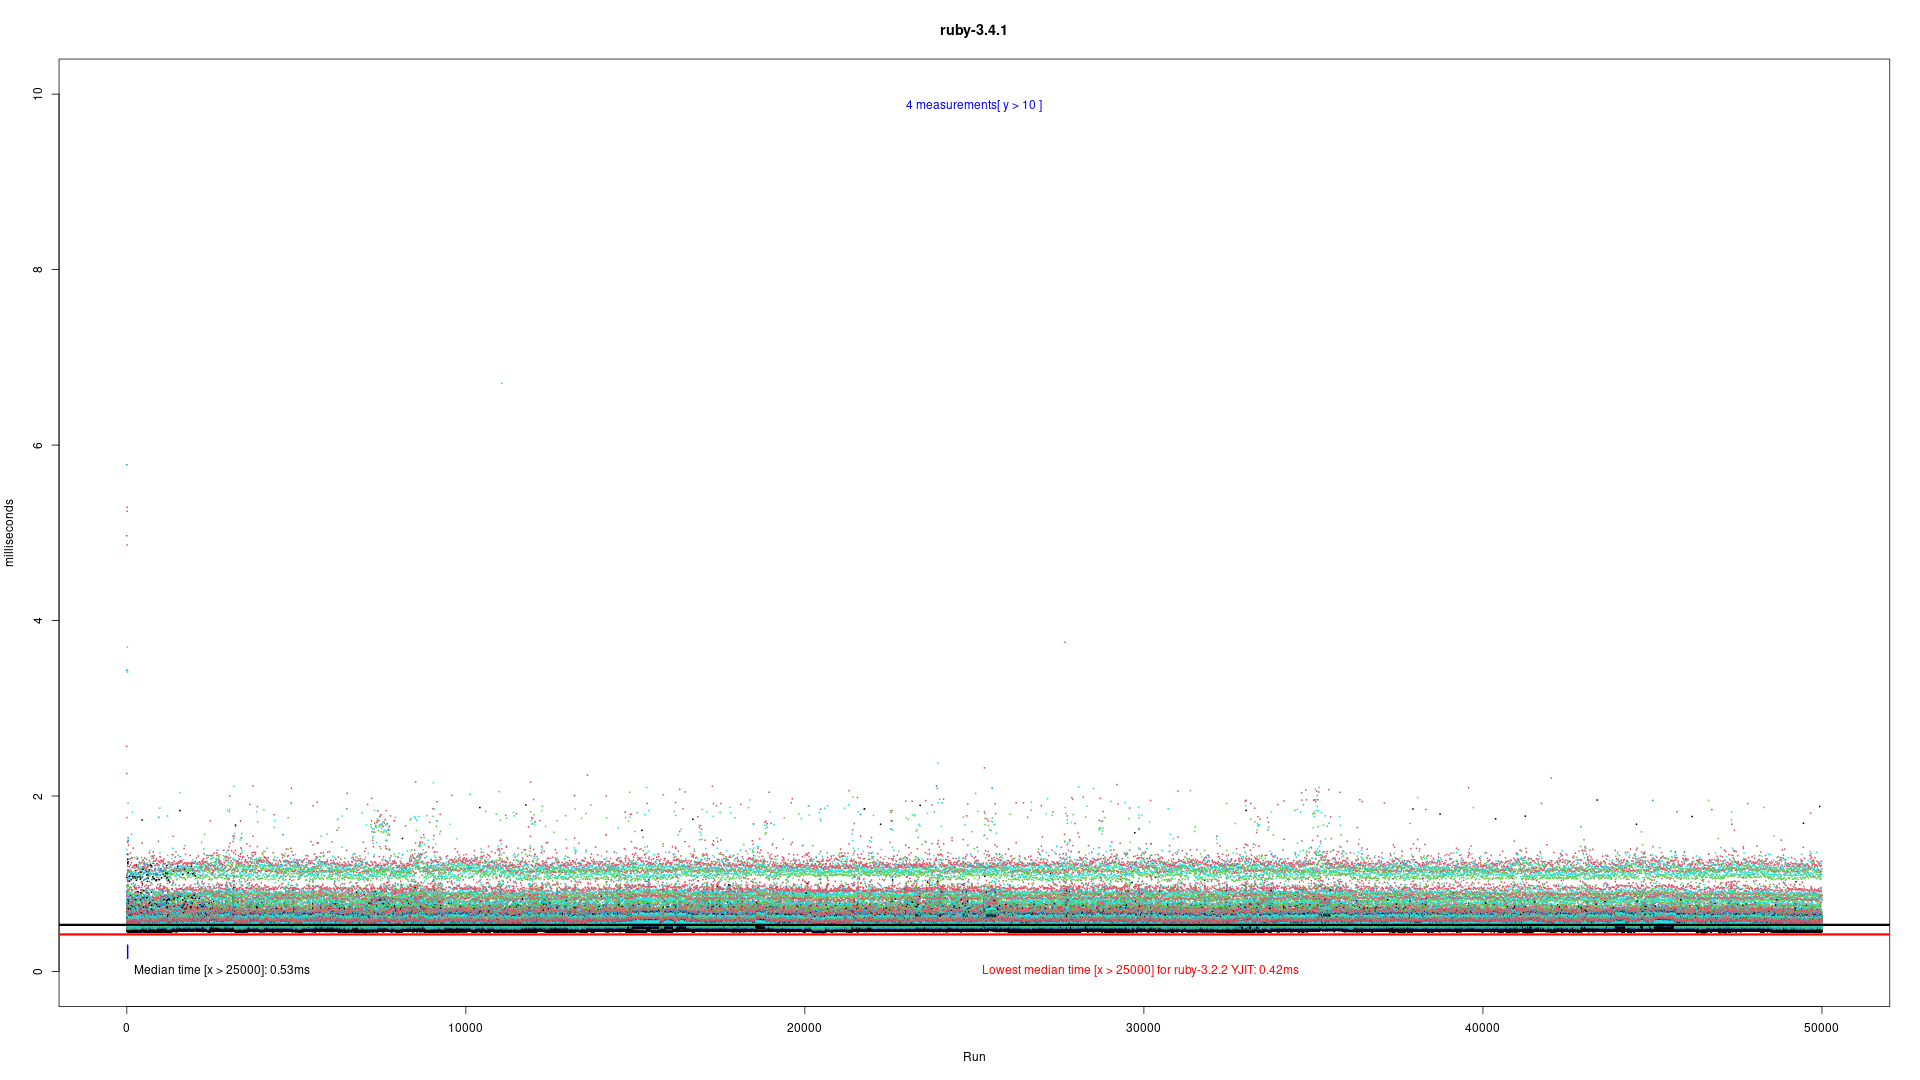 ruby-3.4.1
4 measurements[ y > 10 ]
milliseconds
10
8
6
4
2
0
Median time [x > 25000]: 0.53ms
Lowest median time [x > 25000] for ruby-3.2.2 YJIT: 0.42ms
0
10000
20000
30000
40000
50000
Run